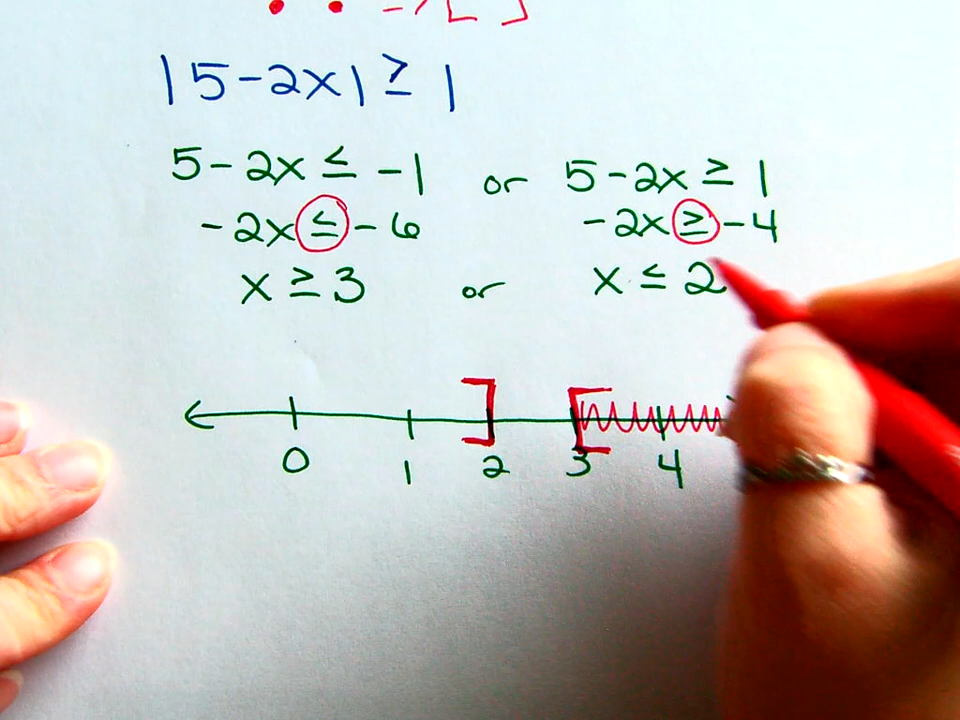 • • → [ ]
|5-2x| ≥ 1
5-2x ≤ -1 or 5-2x ≥ 1
-2x ≤ -6 -2x ≥ -4
x ≥ 3 or x ≤ 2
] [
0 1 2 3 4